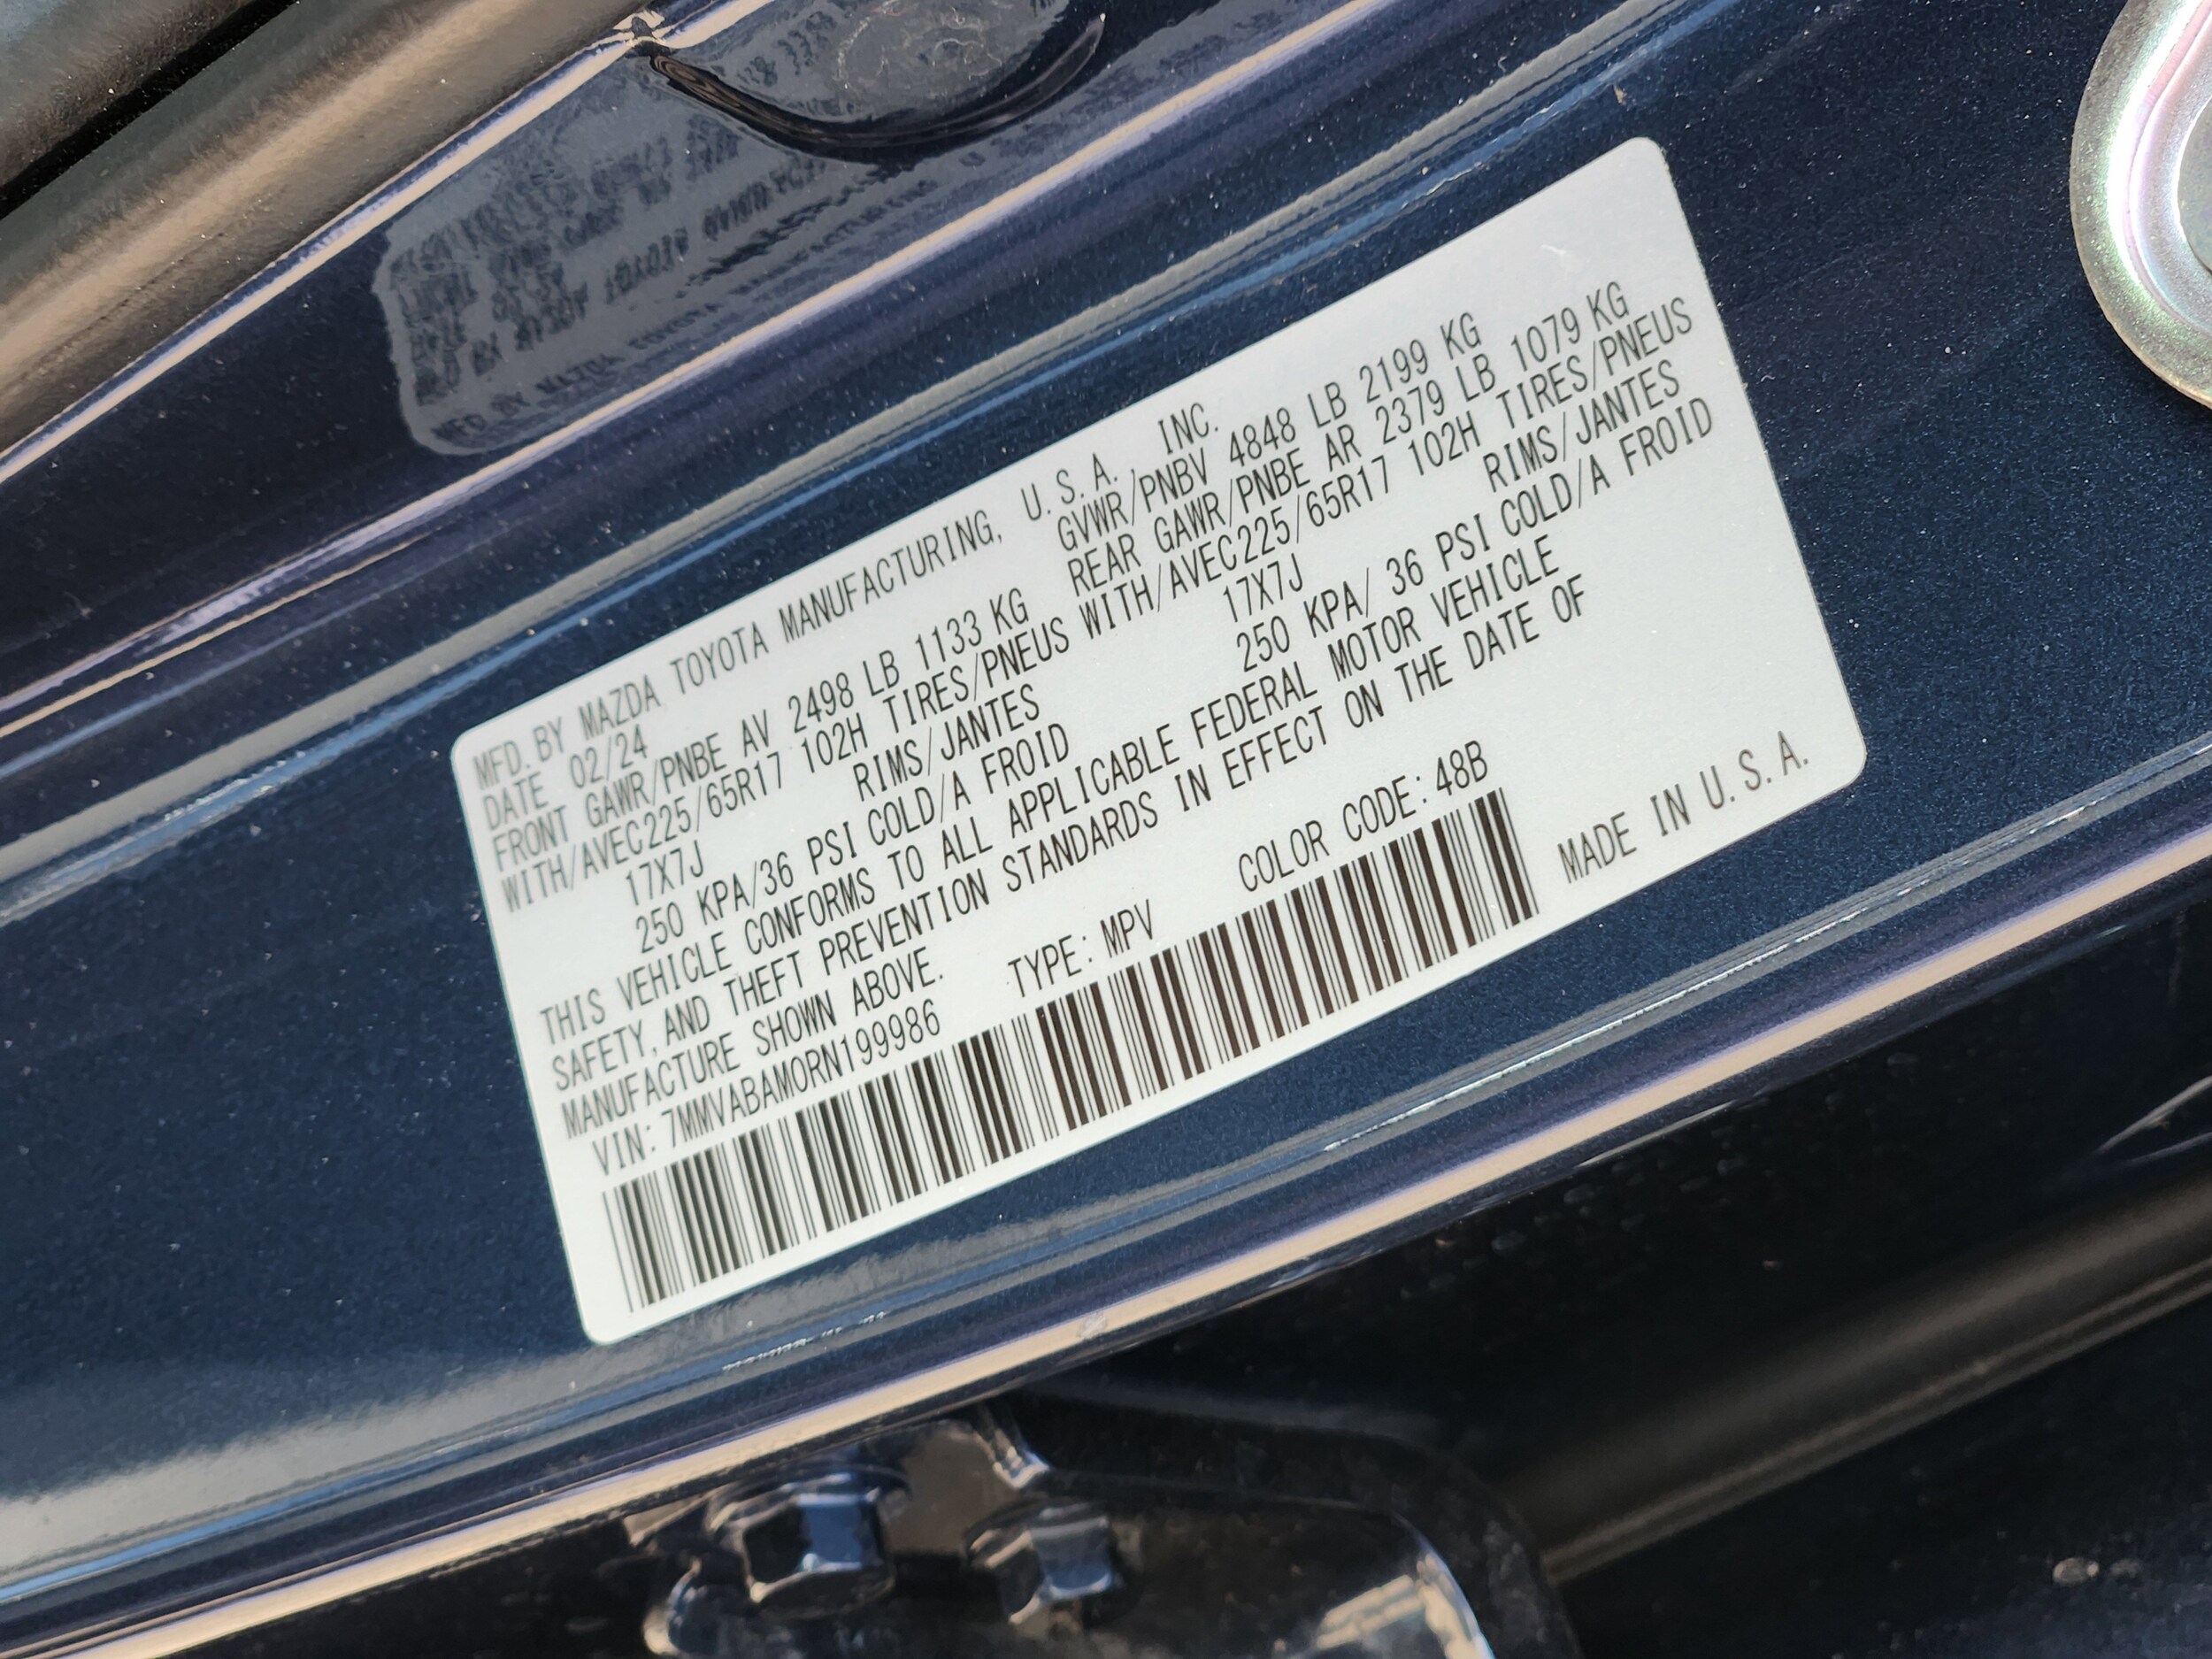 MFD. BY MAZDA TOYOTA MANUFACTURING, U.S.A., INC.
DATE 02/24 GVWR/PNBV 4848 LB 2199 KG
FRONT GAWR/PNBE AV 2498 LB 1133 KG REAR GAWR/PNBE AR 2379 LB 1079 KG
WITH/AVEC225/65R17 102H TIRES/PNEUS WITH/AVEC225/65R17 102H TIRES/PNEUS
17X7J RIMS/JANTES 17X7J RIMS/JANTES
250 KPA/36 PSI COLD/A FROID 250 KPA/ 36 PSI COLD/A FROID
THIS VEHICLE CONFORMS TO ALL APPLICABLE FEDERAL MOTOR VEHICLE
SAFETY, AND THEFT PREVENTION STANDARDS IN EFFECT ON THE DATE OF
MANUFACTURE SHOWN ABOVE.
VIN: 7MMVABAM0RN199986 TYPE: MPV COLOR CODE: 48B
MADE IN U.S.A.